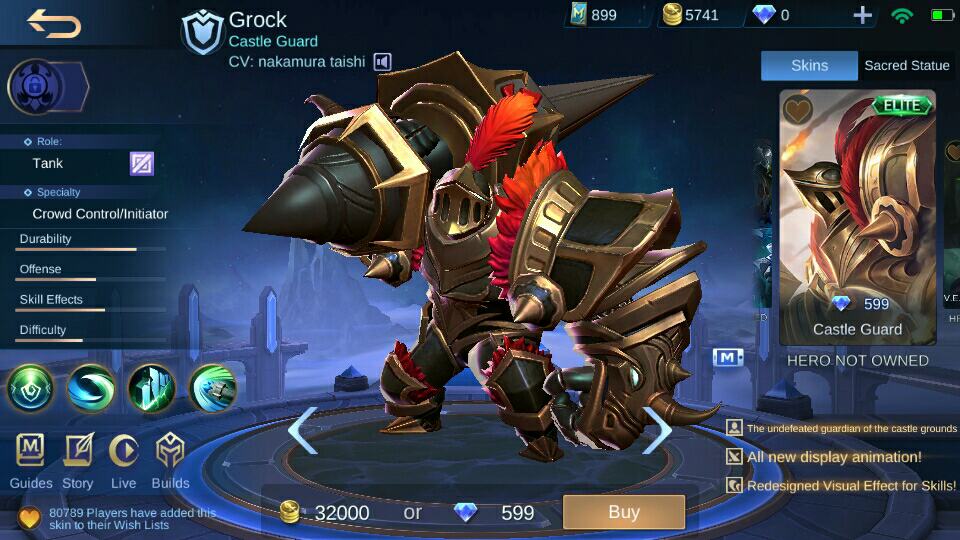 Grock
Castle Guard
CV: nakamura taishi
899
5741
0
Skins
Sacred Statue
Role:
Tank
Specialty
Crowd Control/Initiator
Durability
Offense
Skill Effects
Difficulty
ELITE
599
Castle Guard
HERO NOT OWNED
M
The undefeated guardian of the castle grounds
All new display animation!
Redesigned Visual Effect for Skills!
Guides
Story
Live
Builds
80789 Players have added this
skin to their Wish Lists
32000 or 599
Buy